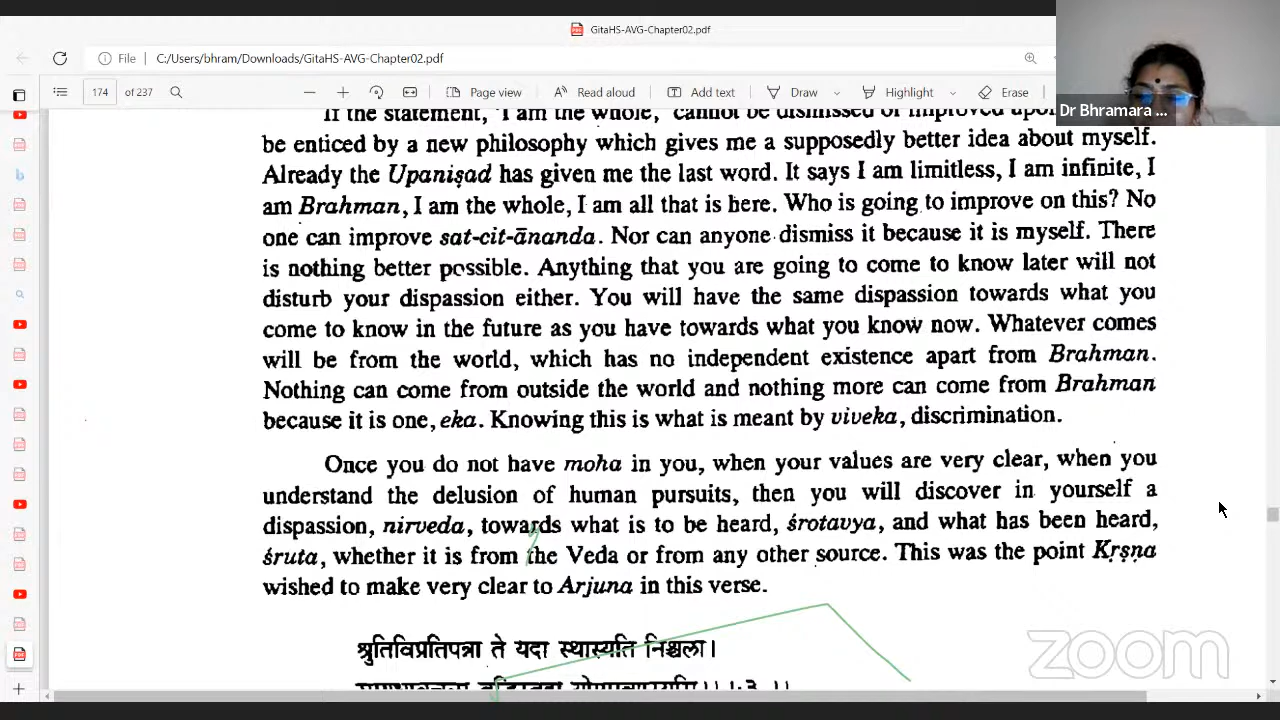 GitaHS-AVG-Chapter02.pdf
File C:/Users/bhram/Downloads/GitaHS-AVG-Chapter02.pdf
174 of 237 Page view Read aloud Add text Draw Highlight Erase
Dr Bhramara ...
If the statement, 'I am the whole,' cannot be dismissed or improved upon
be enticed by a new philosophy which gives me a supposedly better idea about myself.
Already the Upaniṣad has given me the last word. It says I am limitless, I am infinite, I
am Brahman, I am the whole, I am all that is here. Who is going to improve on this? No
one can improve sat-cit-ānanda. Nor can anyone dismiss it because it is myself. There
is nothing better possible. Anything that you are going to come to know later will not
disturb your dispassion either. You will have the same dispassion towards what you
come to know in the future as you have towards what you know now. Whatever comes
will be from the world, which has no independent existence apart from Brahman.
Nothing can come from outside the world and nothing more can come from Brahman
because it is one, eka. Knowing this is what is meant by viveka, discrimination.
Once you do not have moha in you, when your values are very clear, when you
understand the delusion of human pursuits, then you will discover in yourself a
dispassion, nirveda, towards what is to be heard, śrotavya, and what has been heard,
śruta, whether it is from the Veda or from any other source. This was the point Kṛṣṇa
wished to make very clear to Arjuna in this verse.
श्रुतिविप्रतिपन्ना ते यदा स्थास्यति निश्चला।
zoom